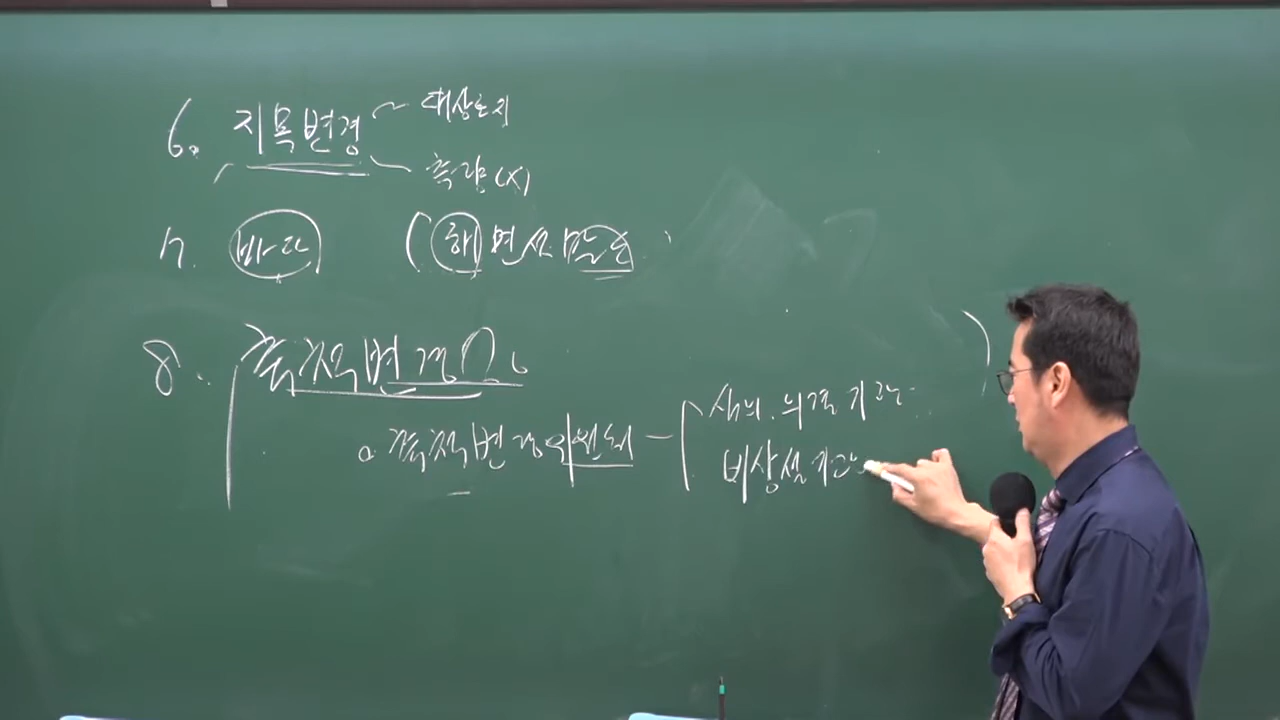 6. 지목변경 대상토지
측량(X)
7. 바다 (해면성 말소
8. 축척변경
o 축척변경위원회 - 심의.의결기관
비상설기관